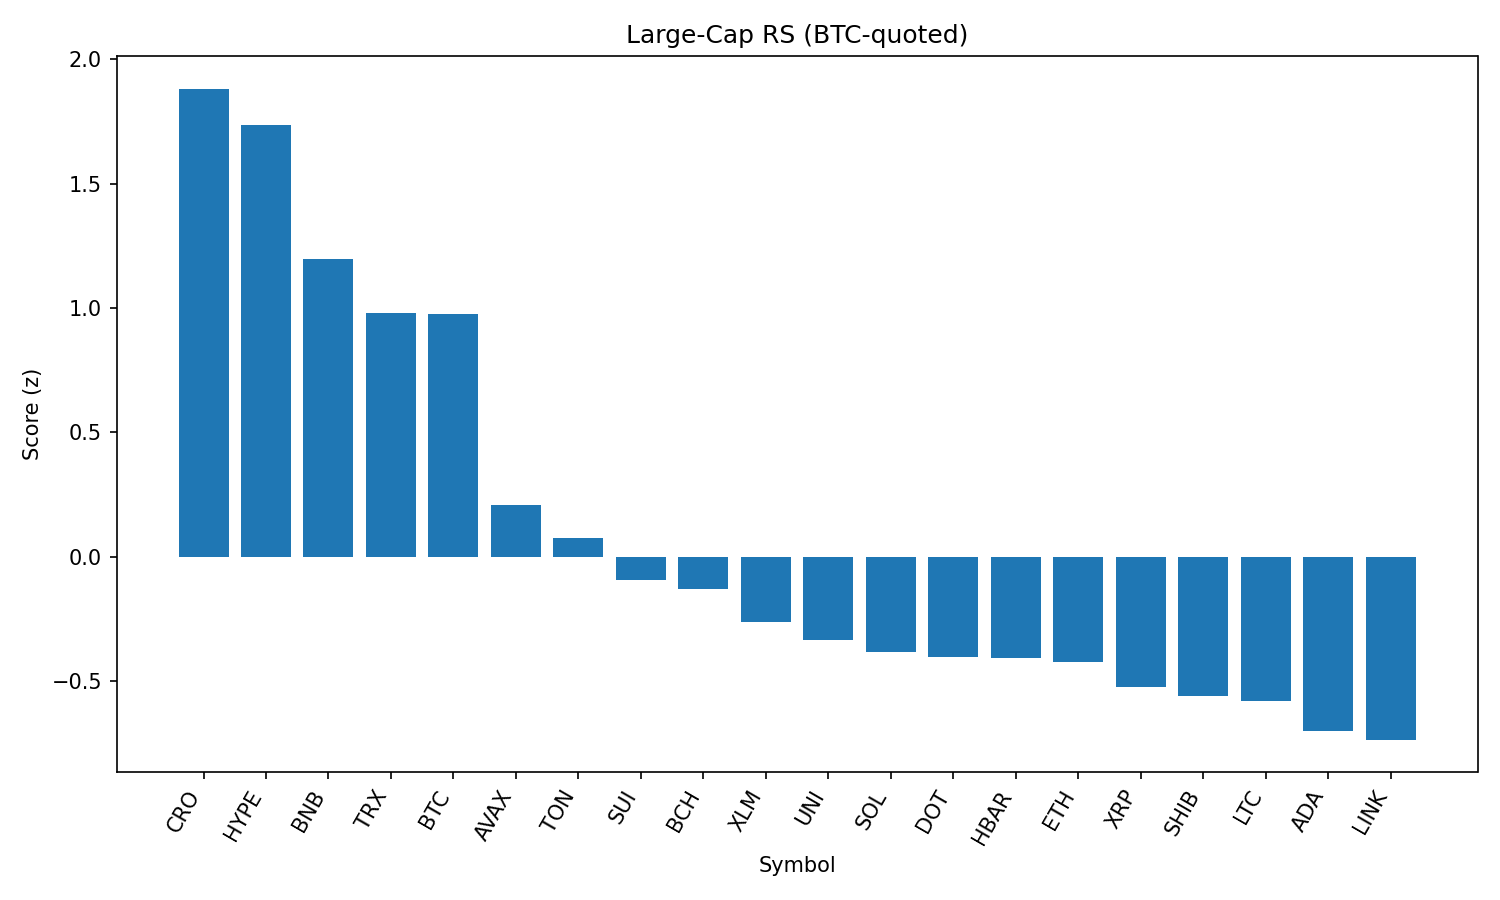 Large-Cap RS (BTC-quoted)
2.0
1.5
1.0
0.5
0.0
−0.5
Score (z)
CRO
HYPE
BNB
TRX
BTC
AVAX
TON
SUI
BCH
XLM
UNI
SOL
DOT
HBAR
ETH
XRP
SHIB
LTC
ADA
LINK
Symbol